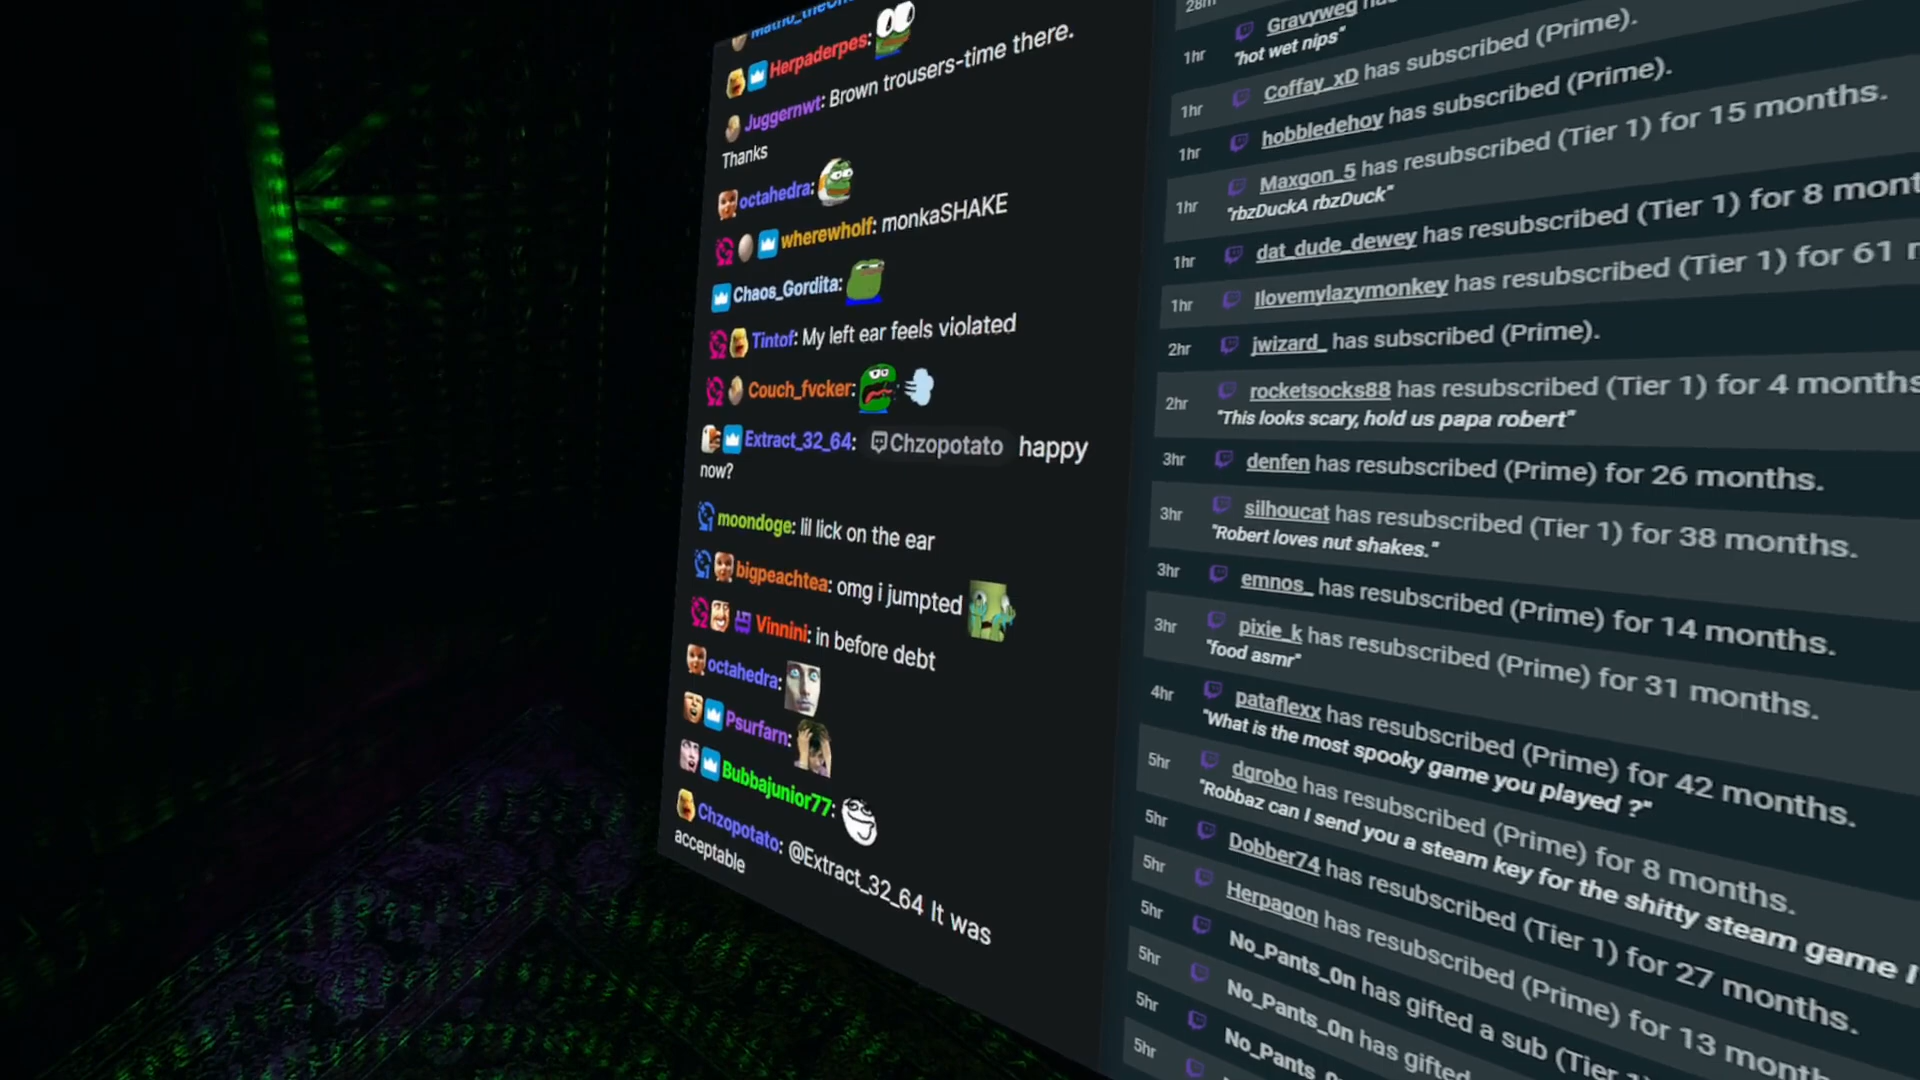 Herpaderpes:
Juggernwt: Brown trousers-time there.
Thanks
octahedra:
wherewholf: monkaSHAKE
Chaos_Gordita:
Tintof: My left ear feels violated
Couch_fvcker:
Extract_32_64: Chzopotato happy
now?
moondoge: lil lick on the ear
bigpeachtea: omg i jumpted
Vinnini: in before debt
octahedra:
Psurfarn:
Bubbajunior77:
Chzopotato: @Extract_32_64 It was
acceptable
28m
1hr Gravyweg
"hot wet nips"
1hr Coffay_xD has subscribed (Prime).
1hr hobbledehoy has subscribed (Prime).
1hr Maxgon_5 has resubscribed (Tier 1) for 15 months.
"rbzDuckA rbzDuck"
1hr dat_dude_dewey has resubscribed (Tier 1) for 8 mont
1hr Ilovemylazymonkey has resubscribed (Tier 1) for 61
2hr jwizard_ has subscribed (Prime).
2hr rocketsocks88 has resubscribed (Tier 1) for 4 months
"This looks scary, hold us papa robert"
3hr denfen has resubscribed (Prime) for 26 months.
3hr silhoucat has resubscribed (Tier 1) for 38 months.
"Robert loves nut shakes."
3hr emnos_ has resubscribed (Prime) for 14 months.
3hr pixie_k has resubscribed (Prime) for 31 months.
"food asmr"
4hr pataflexx has resubscribed (Prime) for 42 months.
"What is the most spooky game you played ?"
5hr dgrobo has resubscribed (Prime) for 8 months.
"Robbaz can I send you a steam key for the shitty steam game I
5hr Dobber74 has resubscribed (Tier 1) for 27 months.
5hr Herpagon has resubscribed (Prime) for 13 month
5hr No_Pants_0n has gifted a sub (Tier
5hr No_Pants_0n has gifted
5hr No_Pants_0n
5hr